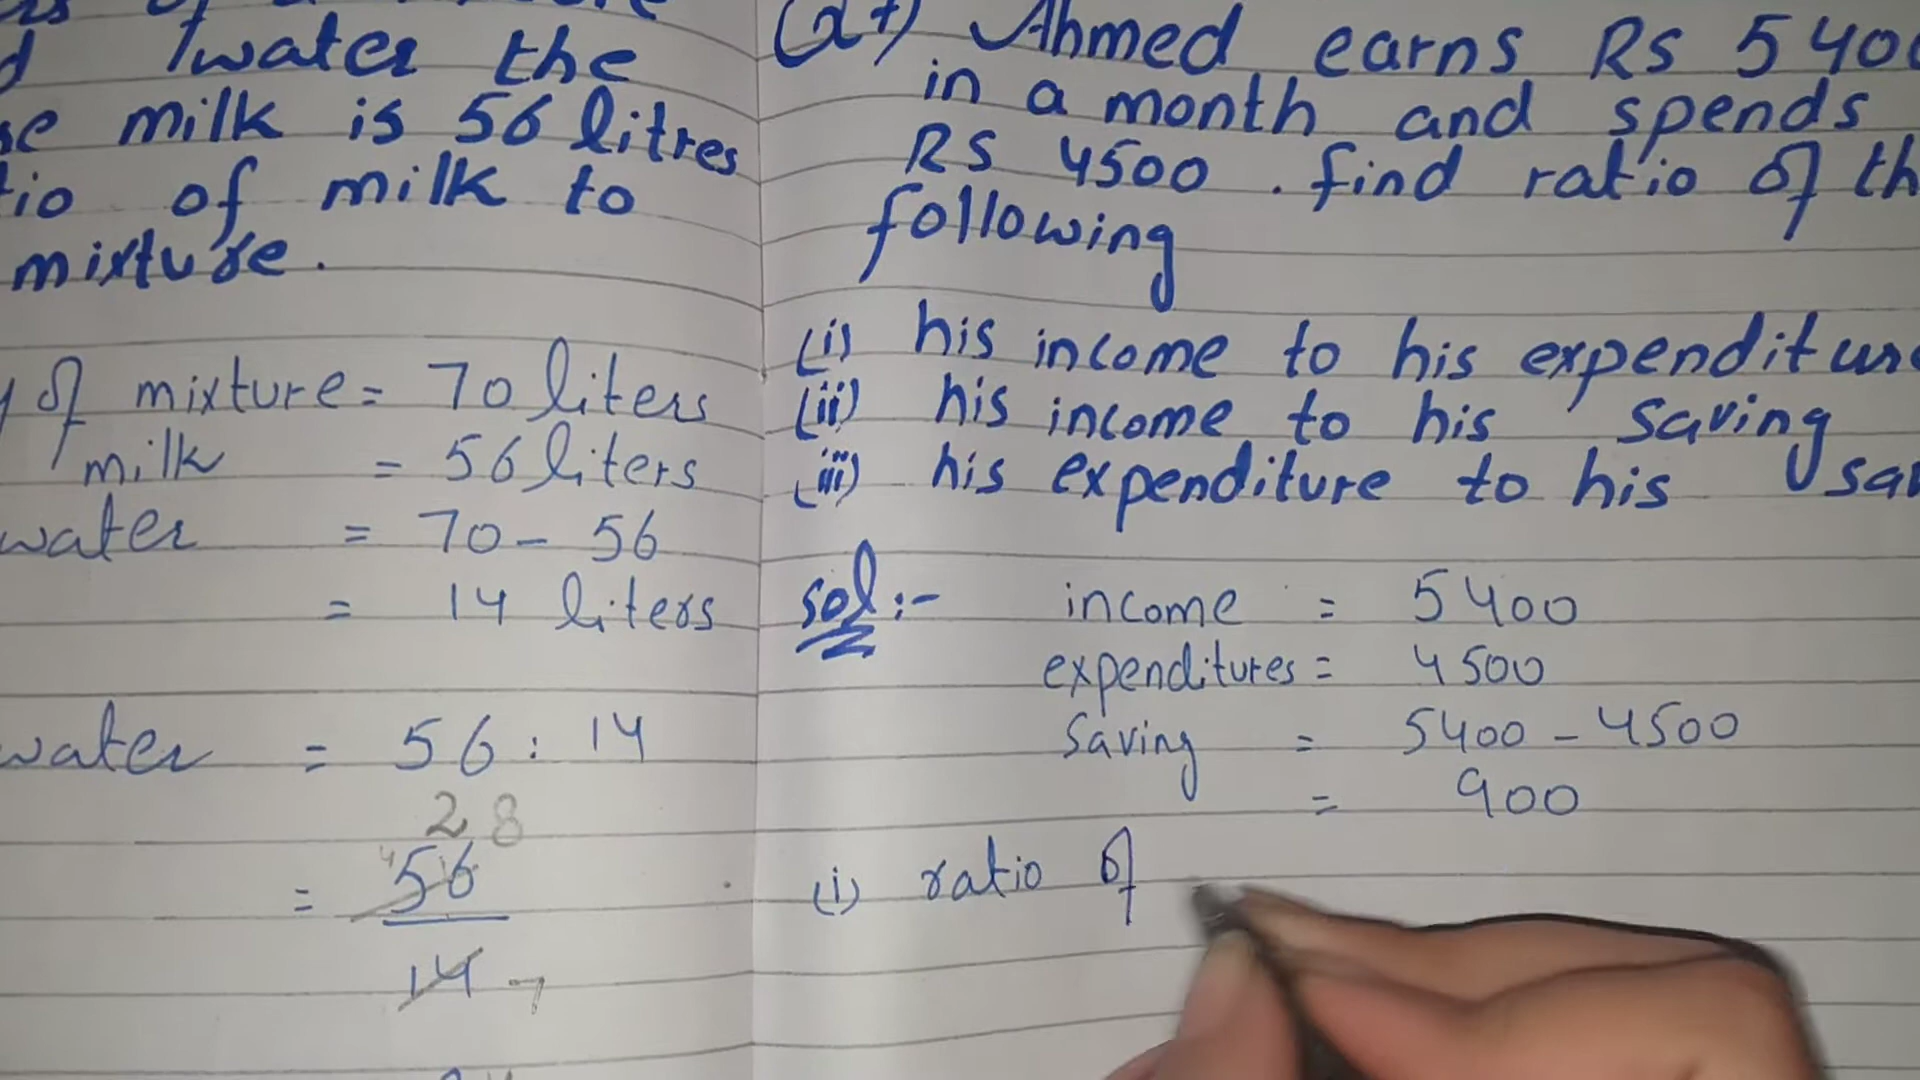 water the
milk is 56 litres
of milk to
mixture.
of mixture = 70 liters
milk = 56 liters
water = 70 - 56
= 14 liters
water = 56 : 14
28
= 56
14 7
Ahmed earns Rs 540
in a month and spends
RS 4500 . find ratio of th
following
(i) his income to his expenditur
(ii) his income to his saving
(iii) his expenditure to his sa
sol:- income = 5400
expenditures = 4500
Saving = 5400 - 4500
= 900
(i) ratio of